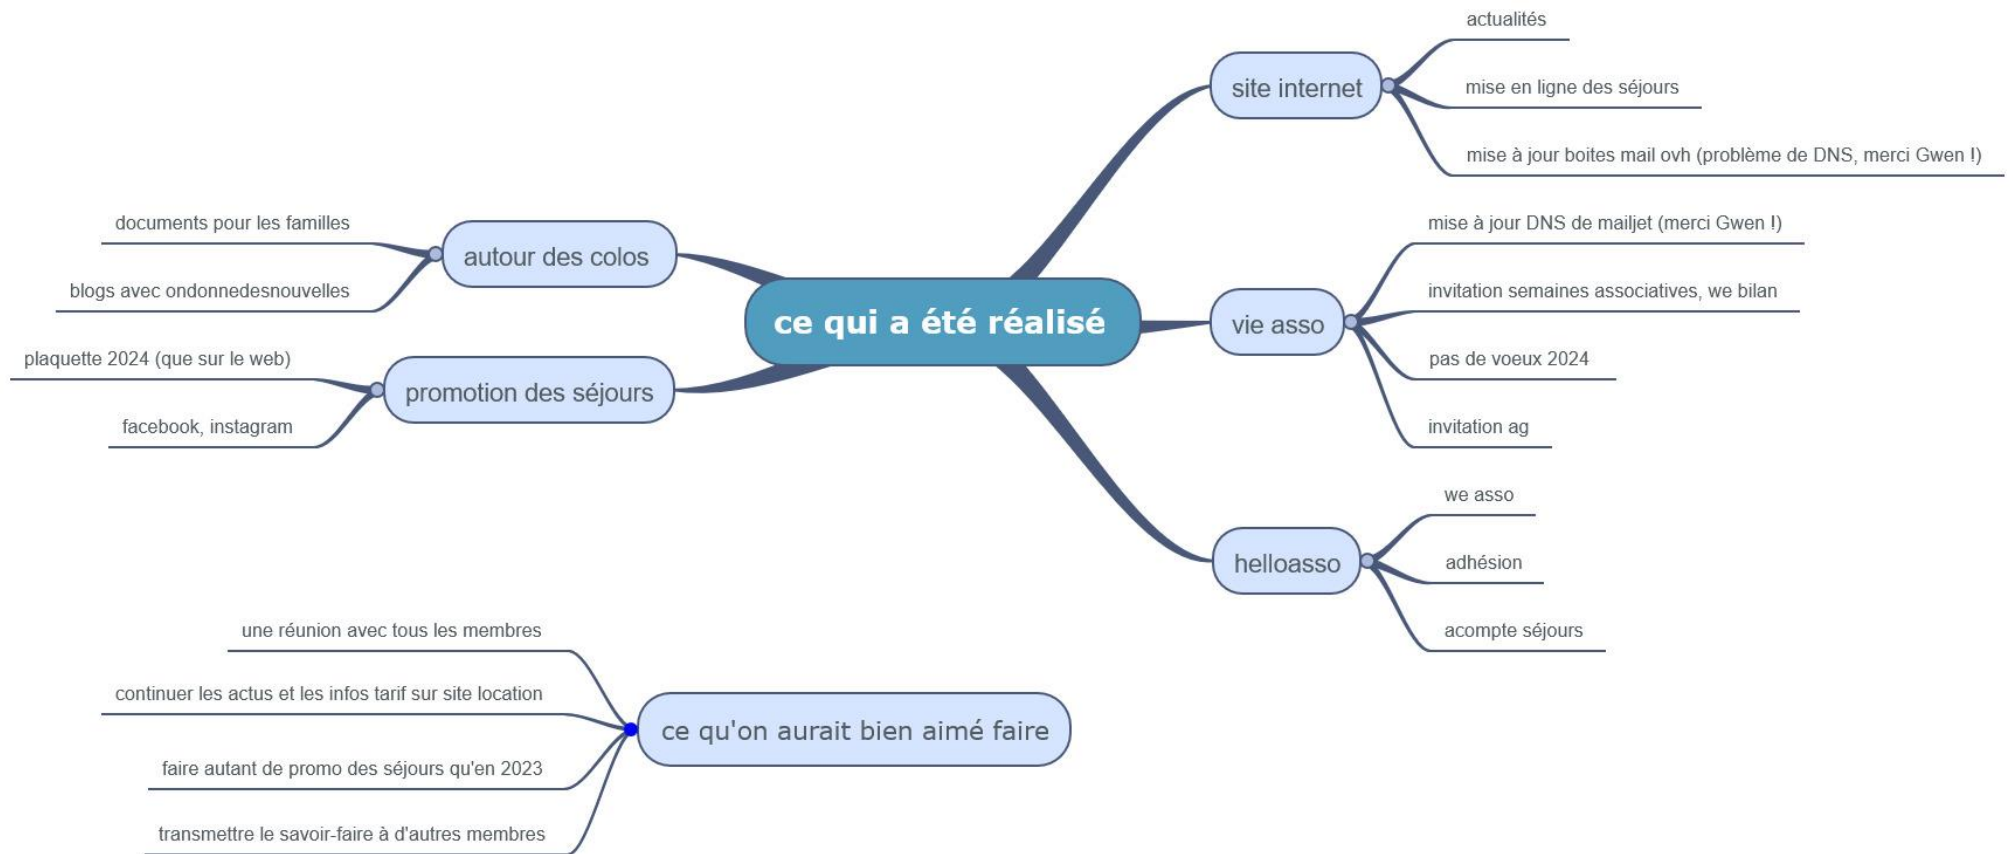 ce qui a été réalisé
site internet
actualités
mise en ligne des séjours
mise à jour boites mail ovh (problème de DNS, merci Gwen !)
vie asso
mise à jour DNS de mailjet (merci Gwen !)
invitation semaines associatives, we bilan
pas de voeux 2024
invitation ag
helloasso
we asso
adhésion
acompte séjours
autour des colos
documents pour les familles
blogs avec ondonnedesnouvelles
promotion des séjours
plaquette 2024 (que sur le web)
facebook, instagram
ce qu'on aurait bien aimé faire
une réunion avec tous les membres
continuer les actus et les infos tarif sur site location
faire autant de promo des séjours qu'en 2023
transmettre le savoir-faire à d'autres membres